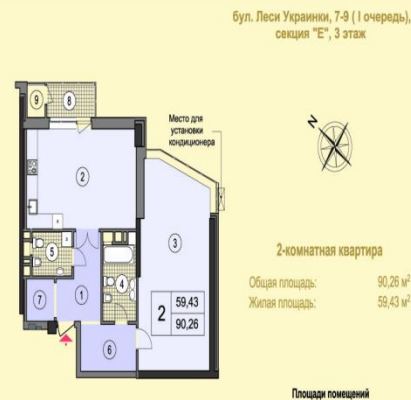 бул. Леси Украинки, 7-9 ( I очередь),
секция "Е", 3 этаж
Место для
установки
кондиционера
N
9
8
2
3
5
4
7
1
6
2
59,43
90,26
2-комнатная квартира
Общая площадь: 90,26 м²
Жилая площадь: 59,43 м²
Площади помещений